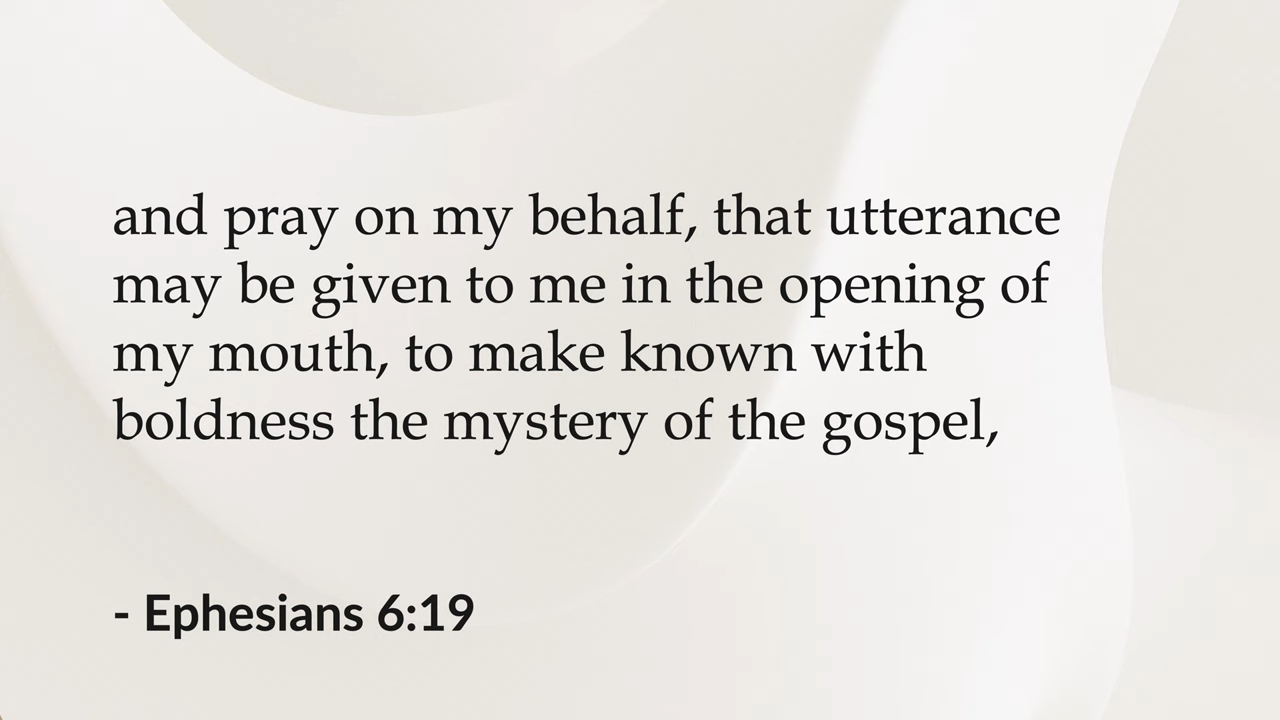 and pray on my behalf, that utterance
may be given to me in the opening of
my mouth, to make known with
boldness the mystery of the gospel,
- Ephesians 6:19